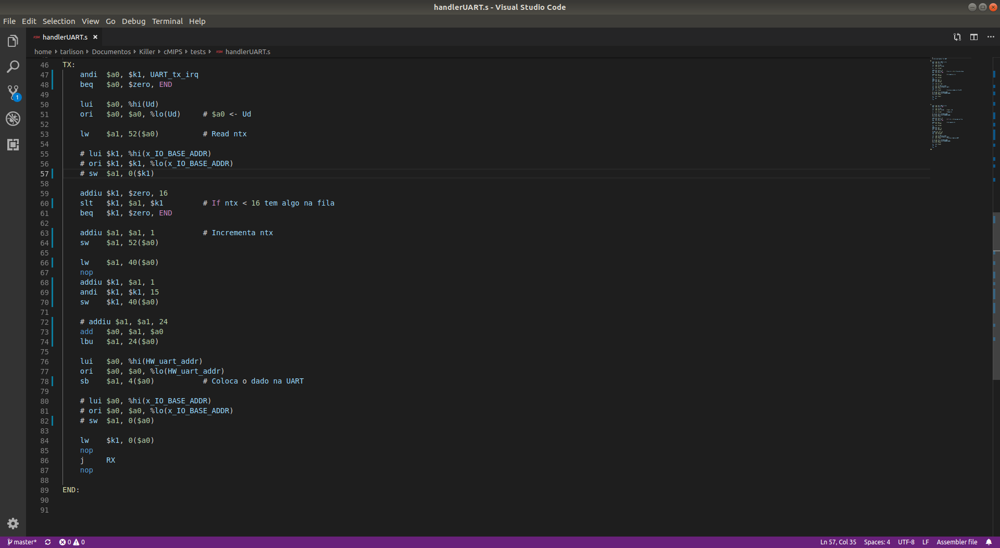 handlerUART.s - Visual Studio Code
File Edit Selection View Go Debug Terminal Help
ASM handlerUART.s ×
home tarlison Documentos Killer cMIPS tests ASM handlerUART.s
46 TX:
47 andi $a0, $k1, UART_tx_irq
48 beq $a0, $zero, END
49
50 lui $a0, %hi(Ud)
51 ori $a0, $a0, %lo(Ud) # $a0 <- Ud
52
53 lw $a1, 52($a0) # Read ntx
54
55 # lui $k1, %hi(x_IO_BASE_ADDR)
56 # ori $k1, $k1, %lo(x_IO_BASE_ADDR)
57 # sw $a1, 0($k1)
58
59 addiu $k1, $zero, 16
60 slt $k1, $a1, $k1 # If ntx < 16 tem algo na fila
61 beq $k1, $zero, END
62
63 addiu $a1, $a1, 1 # Incrementa ntx
64 sw $a1, 52($a0)
65
66 lw $a1, 40($a0)
67 nop
68 addiu $k1, $a1, 1
69 andi $k1, $k1, 15
70 sw $k1, 40($a0)
71
72 # addiu $a1, $a1, 24
73 add $a0, $a1, $a0
74 lbu $a1, 24($a0)
75
76 lui $a0, %hi(HW_uart_addr)
77 ori $a0, $a0, %lo(HW_uart_addr)
78 sb $a1, 4($a0) # Coloca o dado na UART
79
80 # lui $a0, %hi(x_IO_BASE_ADDR)
81 # ori $a0, $a0, %lo(x_IO_BASE_ADDR)
82 # sw $a1, 0($a0)
83
84 lw $k1, 0($a0)
85 nop
86 j RX
87 nop
88
89 END:
90
91
1
master* 0 0 Ln 57, Col 35 Spaces: 4 UTF-8 LF Assembler file